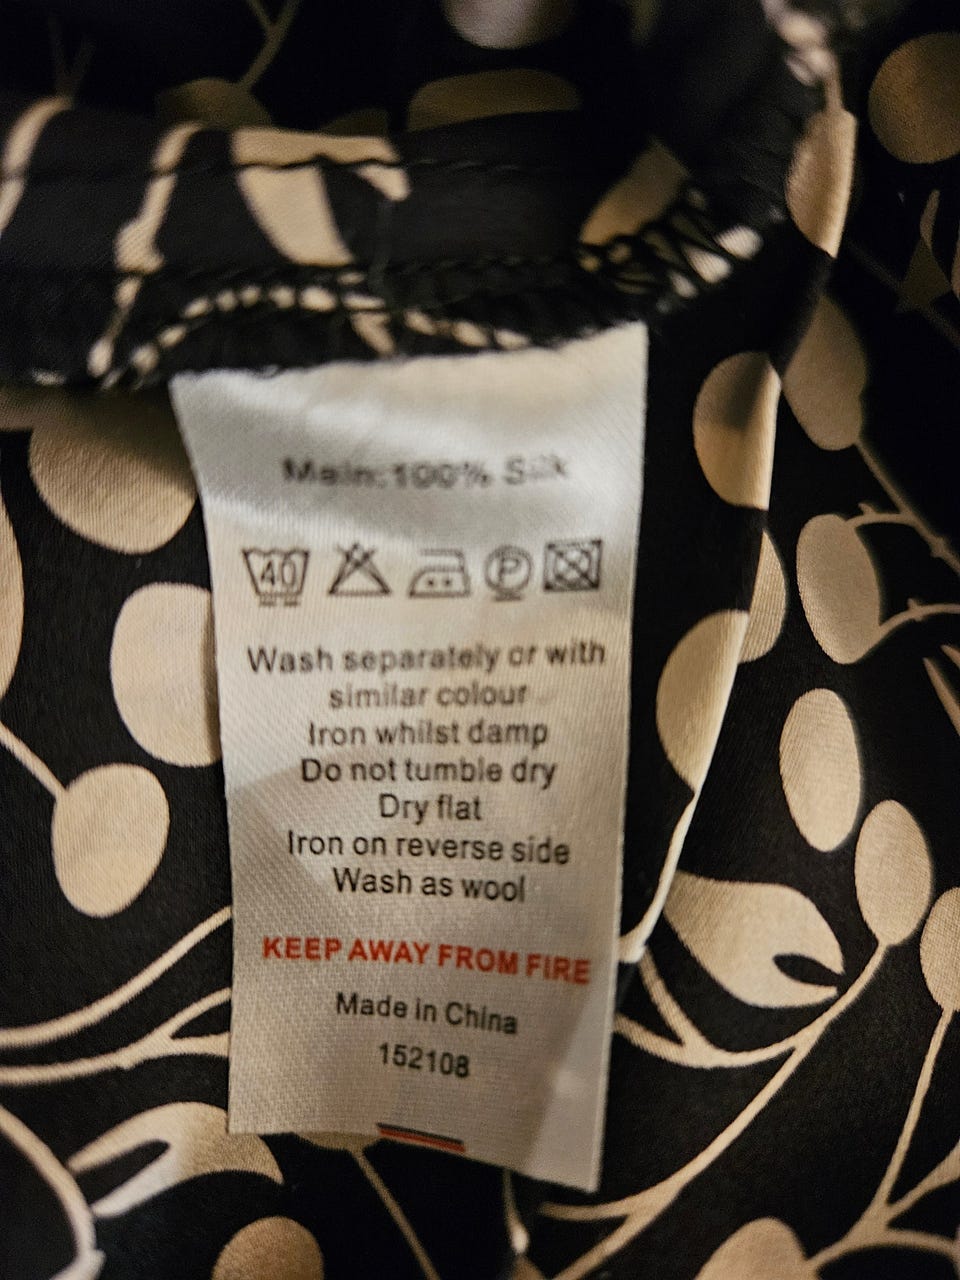 Main:100% Silk
40 P
Wash separately or with
similar colour
Iron whilst damp
Do not tumble dry
Dry flat
Iron on reverse side
Wash as wool
KEEP AWAY FROM FIRE
Made in China
152108